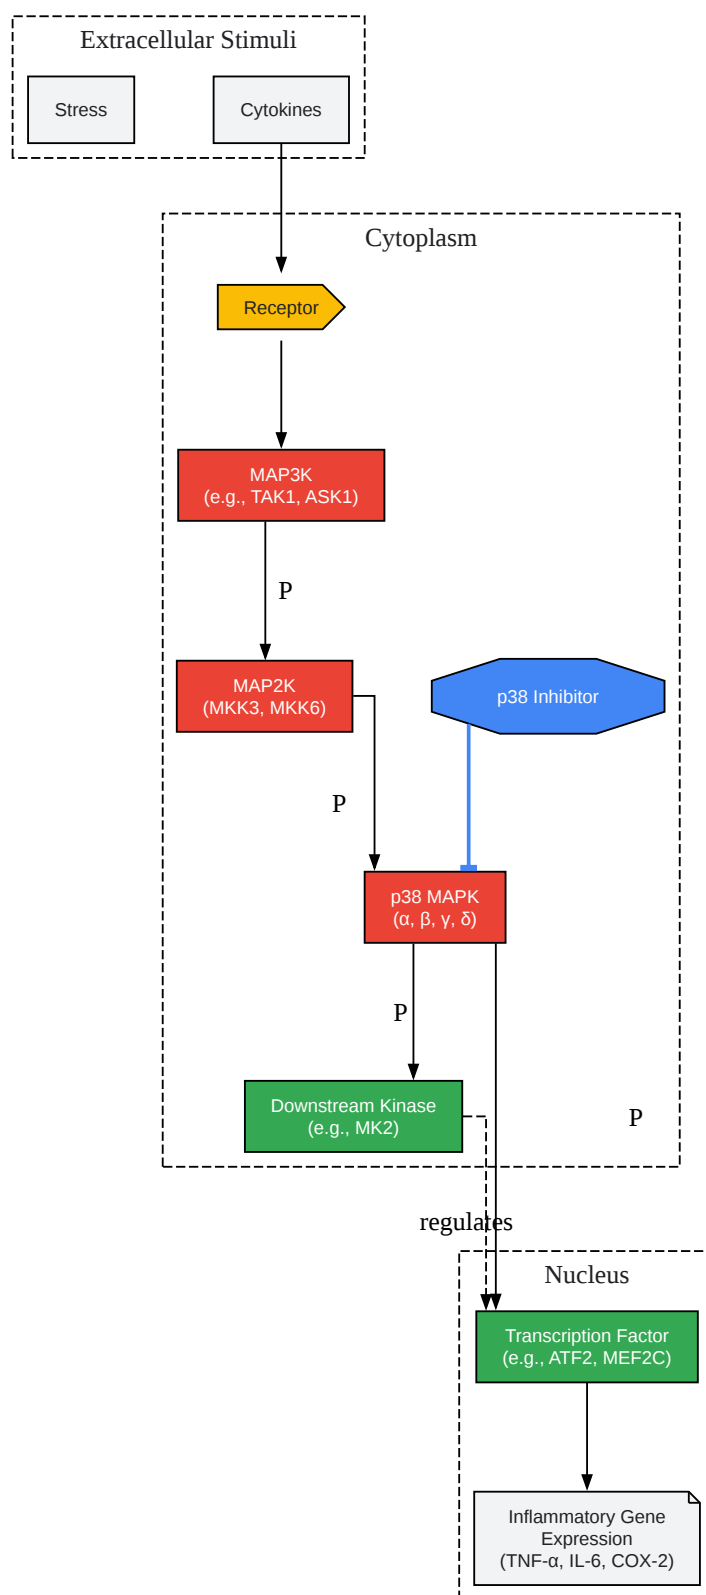 Extracellular Stimuli
Stress
Cytokines
Cytoplasm
Receptor
MAP3K
(e.g., TAK1, ASK1)
P
MAP2K
(MKK3, MKK6)
p38 Inhibitor
P
p38 MAPK
(α, β, γ, δ)
P
Downstream Kinase
(e.g., MK2)
P
regulates
Nucleus
Transcription Factor
(e.g., ATF2, MEF2C)
Inflammatory Gene
Expression
(TNF-α, IL-6, COX-2)